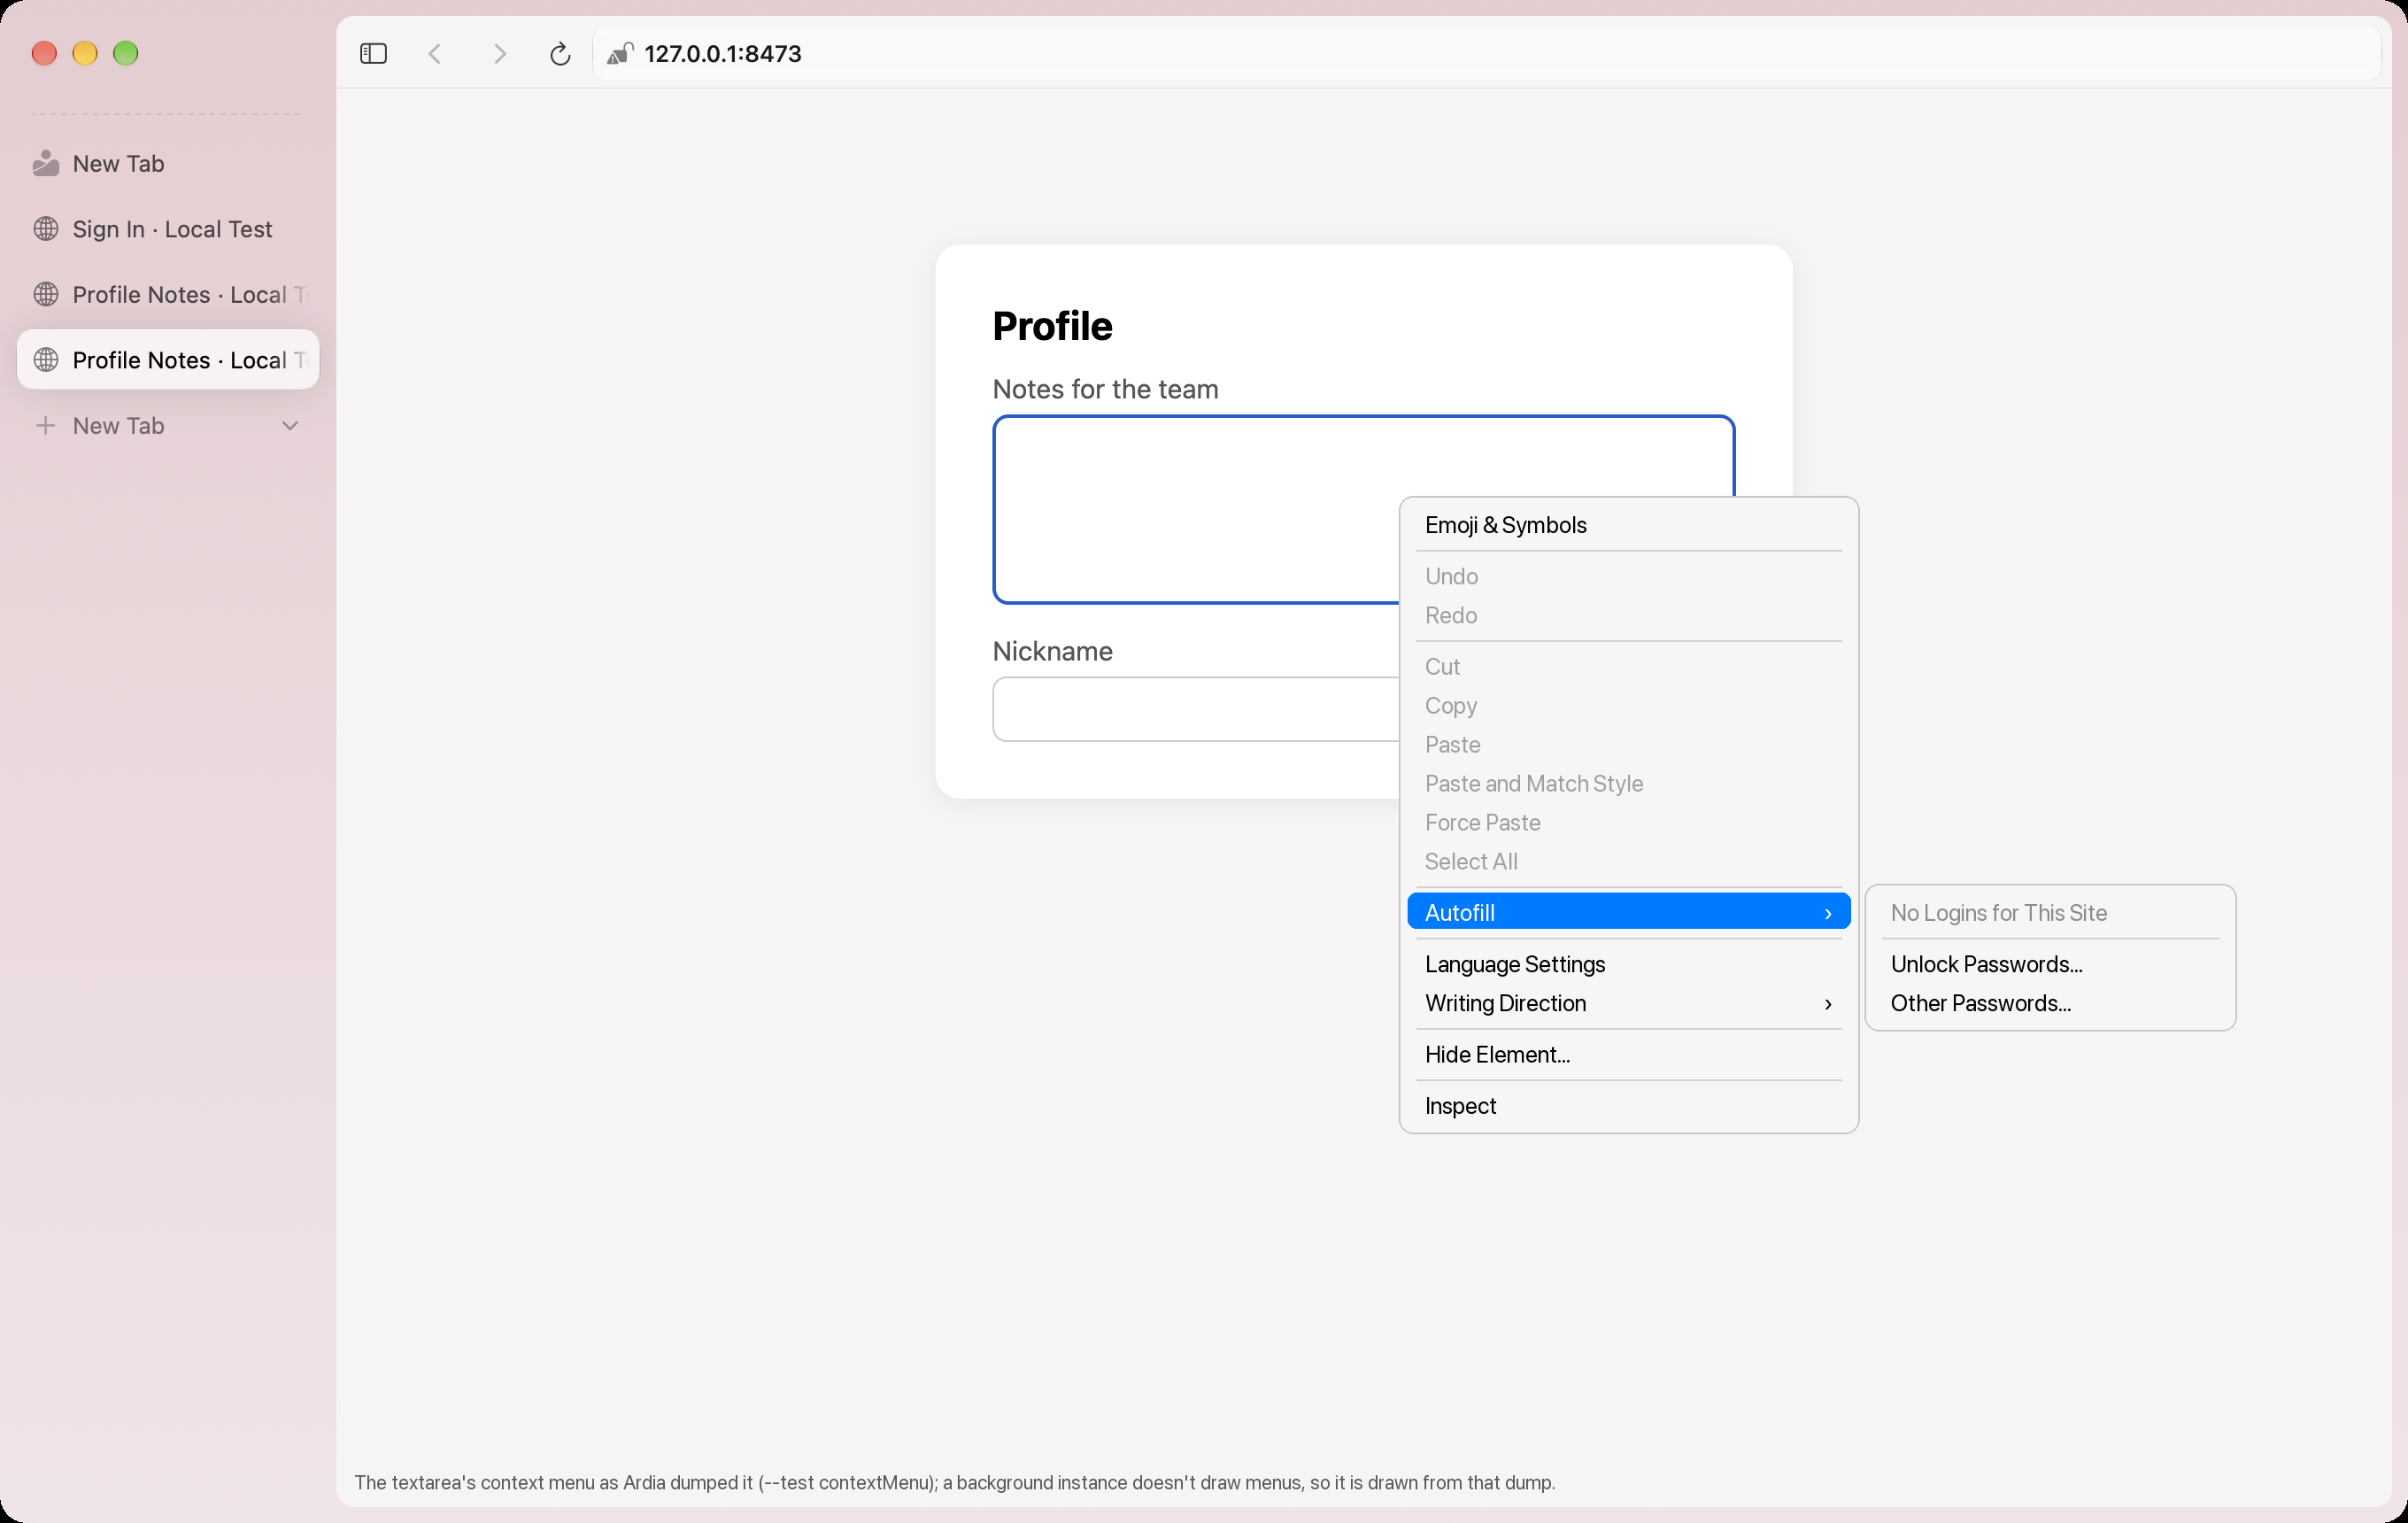 127.0.0.1:8473
New Tab
Sign In · Local Test
Profile Notes · Local T
Profile Notes · Local T
New Tab
Profile
Notes for the team
Nickname
Emoji & Symbols
Undo
Redo
Cut
Copy
Paste
Paste and Match Style
Force Paste
Select All
Autofill
No Logins for This Site
Unlock Passwords...
Other Passwords...
Language Settings
Writing Direction
Hide Element...
Inspect
The textarea's context menu as Ardia dumped it (--test contextMenu); a background instance doesn't draw menus, so it is drawn from that dump.